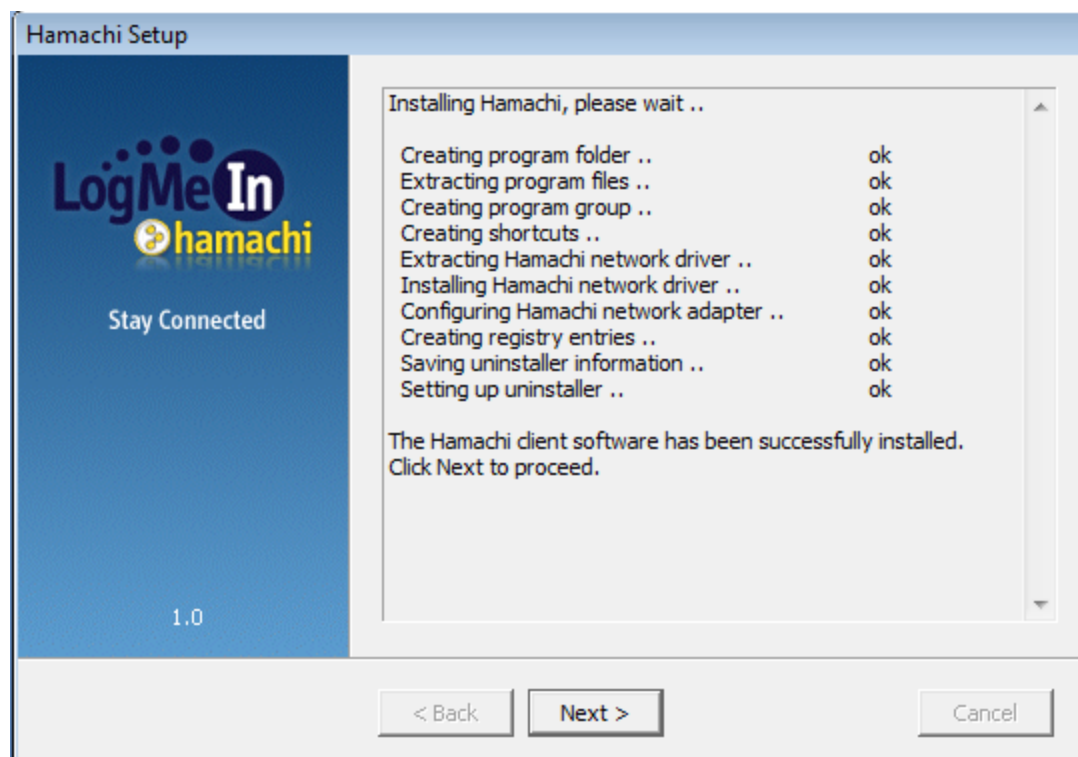 Hamachi Setup
LogMeIn
hamachi
Stay Connected
1.0
Installing Hamachi, please wait ..
Creating program folder .. ok
Extracting program files .. ok
Creating program group .. ok
Creating shortcuts .. ok
Extracting Hamachi network driver .. ok
Installing Hamachi network driver .. ok
Configuring Hamachi network adapter .. ok
Creating registry entries .. ok
Saving uninstaller information .. ok
Setting up uninstaller .. ok
The Hamachi client software has been successfully installed.
Click Next to proceed.
< Back Next > Cancel